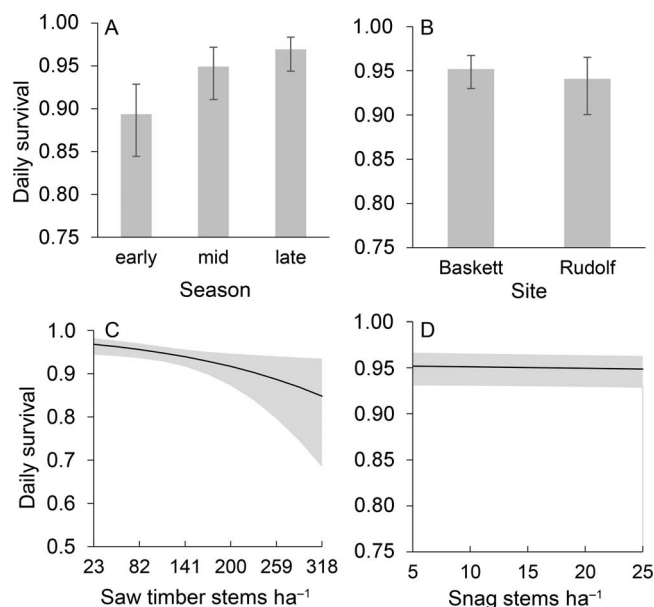 A
Daily survival
1.00
0.95
0.90
0.85
0.80
0.75
early mid late
Season
B
1.00
0.95
0.90
0.85
0.80
0.75
Baskett Rudolf
Site
C
Daily survival
1.0
0.9
0.8
0.7
0.6
0.5
23 82 141 200 259 318
Saw timber stems ha⁻¹
D
1.00
0.95
0.90
0.85
0.80
0.75
5 10 15 20 25
Snag stems ha⁻¹